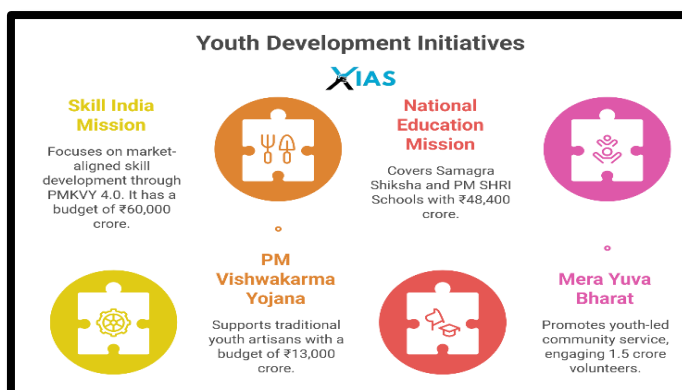 Youth Development Initiatives
XIAS
Skill India
Mission
Focuses on market-
aligned skill
development through
PMKVY 4.0. It has a
budget of ₹60,000
crore.
PM
Vishwakarma
Yojana
Supports traditional
youth artisans with a
budget of ₹13,000
crore.
National
Education
Mission
Covers Samagra
Shiksha and PM SHRI
Schools with ₹48,400
crore.
Mera Yuva
Bharat
Promotes youth-led
community service,
engaging 1.5 crore
volunteers.